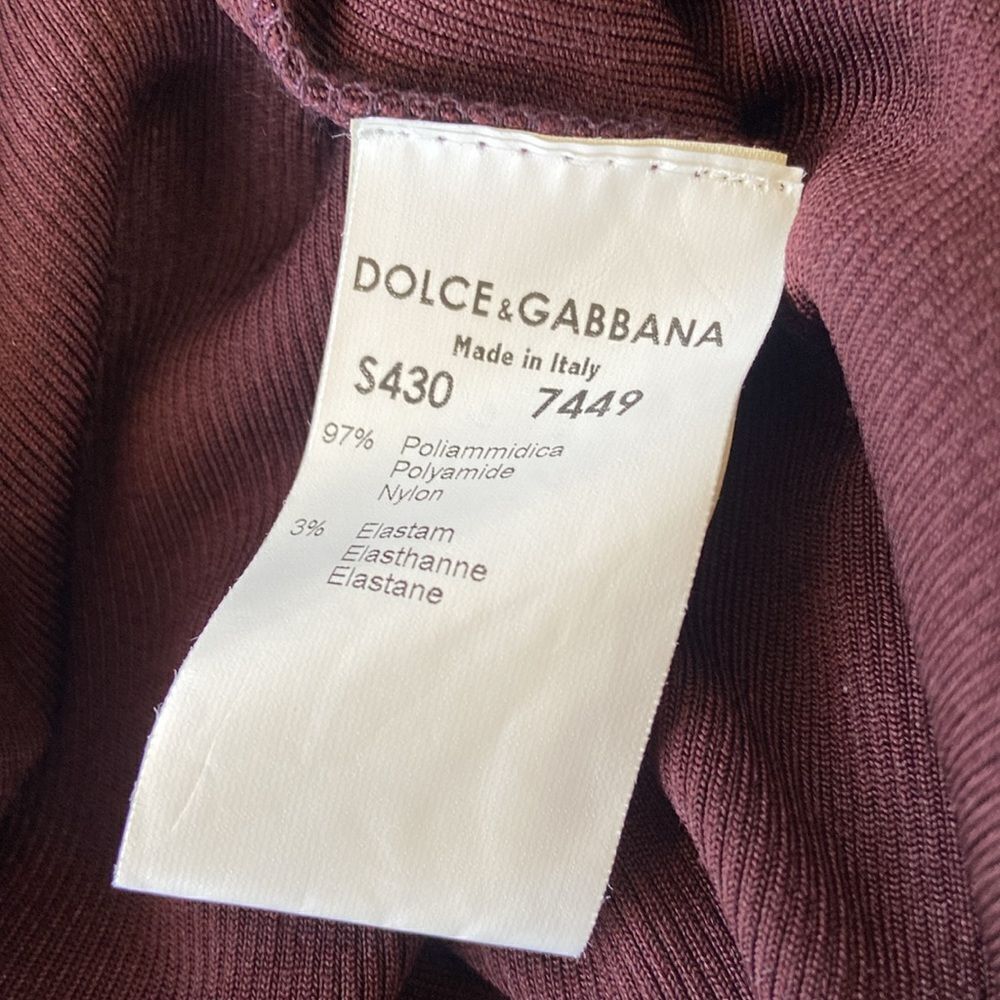 DOLCE&GABBANA
Made in Italy
S430 7449
97% Poliammidica
Polyamide
Nylon
3% Elastam
Elasthanne
Elastane